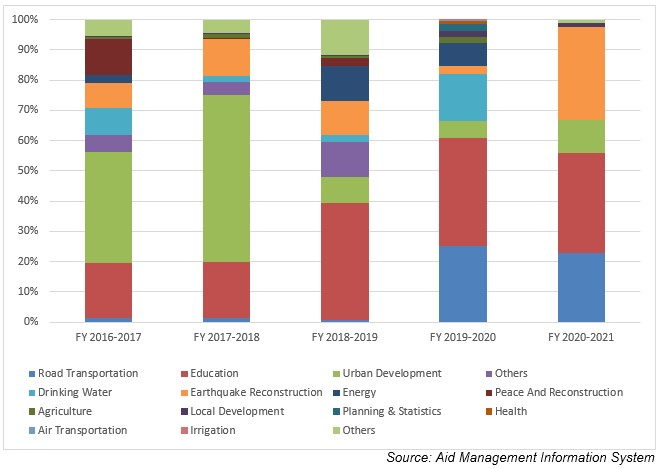 100%
90%
80%
70%
60%
50%
40%
30%
20%
10%
0%
FY 2016-2017 FY 2017-2018 FY 2018-2019 FY 2019-2020 FY 2020-2021
Road Transportation Education Urban Development Others
Drinking Water Earthquake Reconstruction Energy Peace And Reconstruction
Agriculture Local Development Planning & Statistics Health
Air Transportation Irrigation Others
Source: Aid Management Information System